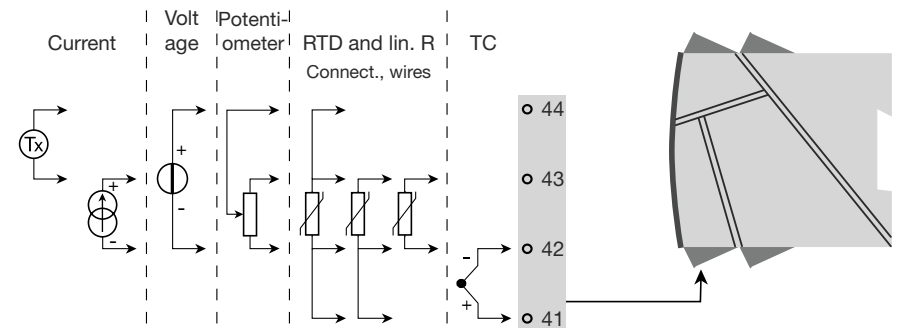 Current
Volt
age
Potenti-
ometer
RTD and lin. R
Connect., wires
TC
Tx
+
-
+
-
-
+
44
43
42
41